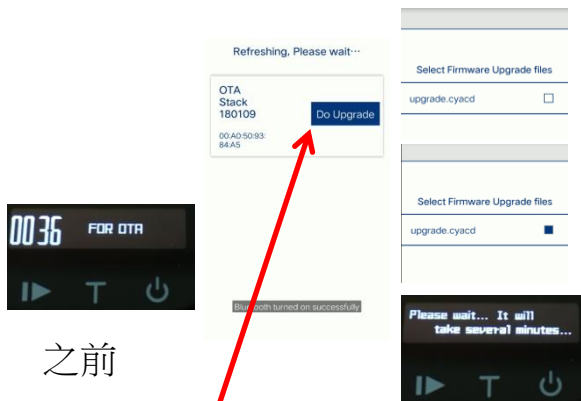 0036 FOR OTA
T
之前
Refreshing, Please wait···
OTA
Stack
180109
00:A0:50:93:
84:A5
Do Upgrade
Bluetooth turned on successfully
Select Firmware Upgrade files
upgrade.cyacd
Select Firmware Upgrade files
upgrade.cyacd
Please wait... It will
take several minutes...
T